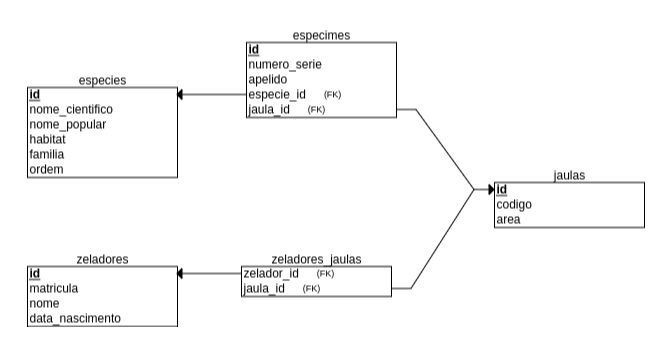 especimes
id
numero_serie
apelido
especie_id (FK)
jaula_id (FK)
especies
id
nome_cientifico
nome_popular
habitat
familia
ordem
jaulas
id
codigo
area
zeladores
id
matricula
nome
data_nascimento
zeladores_jaulas
zelador_id (FK)
jaula_id (FK)